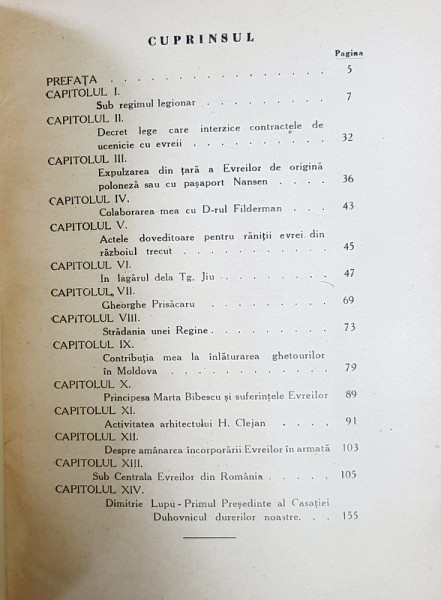 CUPRINSUL
Pagina
PREFAȚA . . . . . . . . . . . . 5
CAPITOLUL I.
Sub regimul legionar . . . . . . . . 7
CAPITOLUL II.
Decret lege care interzice contractele de
ucenicie cu evreii . . . . . . . . 32
CAPITOLUL III.
Expulzarea din țară a Evreilor de origină
poloneză sau cu pașaport Nansen . . . . 36
CAPITOLUL IV.
Colaborarea mea cu D-rul Filderman . . . . 43
CAPITOLUL V.
Actele doveditoare pentru răniții evrei din
războiul trecut . . . . . . . . . 45
CAPITOLUL VI.
In lagărul dela Tg. Jiu . . . . . . . . 47
CAPITOLUL VII.
Gheorghe Prisăcaru . . . . . . . . 69
CAPITOLUL VIII.
Strădania unei Regine . . . . . . . . 73
CAPITOLUL IX.
Contribuția mea la înlăturarea ghetourilor
în Moldova . . . . . . . . . . 79
CAPITOLUL X.
Principesa Marta Bibescu și suferințele Evreilor 89
CAPITOLUL XI.
Activitatea arhitectului H. Clejan . . . . 91
CAPITOLUL XII.
Despre amânarea încorporării Evreilor în armată 103
CAPITOLUL XIII.
Sub Centrala Evreilor din România . . . . . 105
CAPITOLUL XIV.
Dimitrie Lupu - Primul Președinte al Casației
Duhovnicul durerilor noastre. . . 155